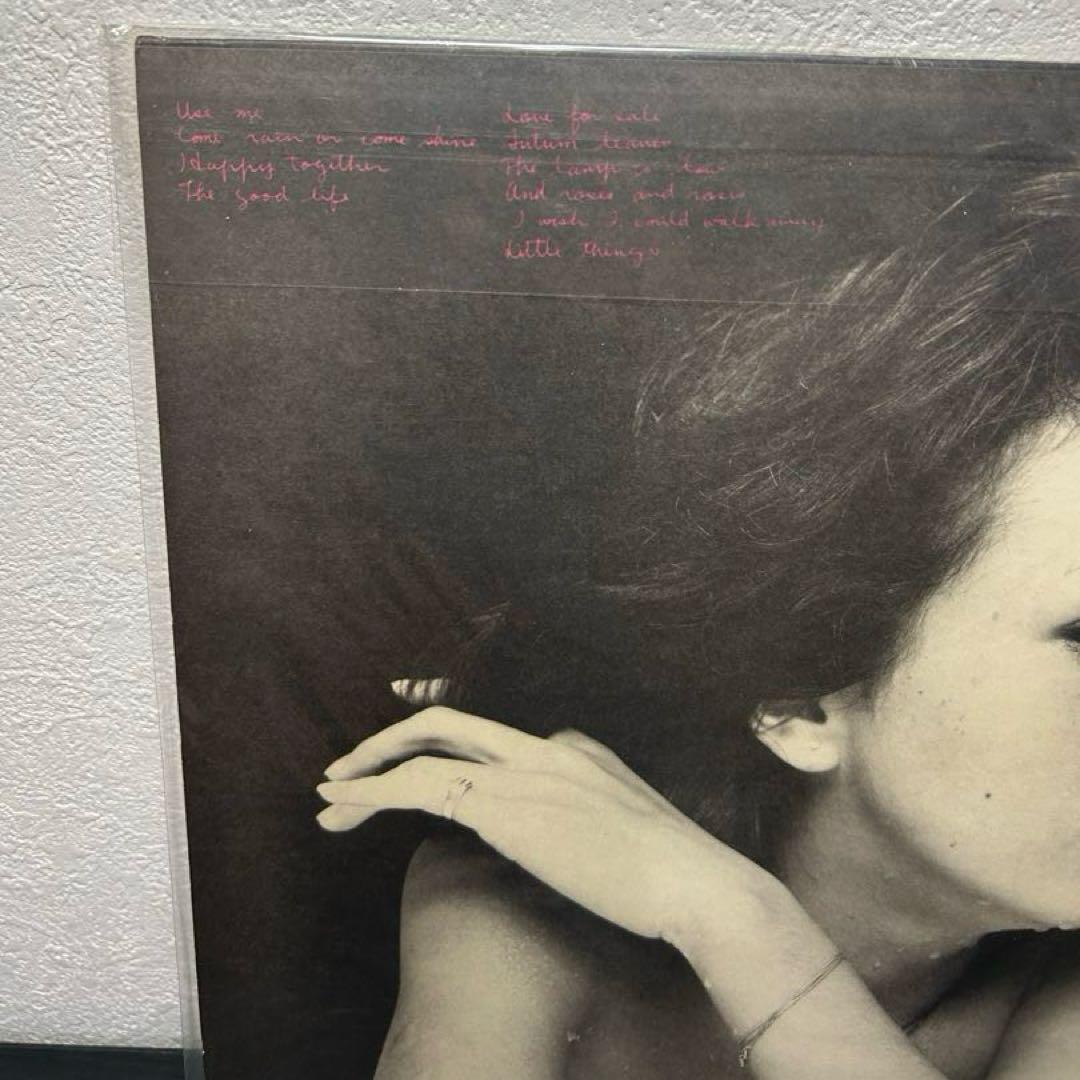 Use me
Come rain or come shine
Happy together
The good life
Love for sale
Autum leaves
The lamp is low
And roses and roses
I wish I could walk away
Little things